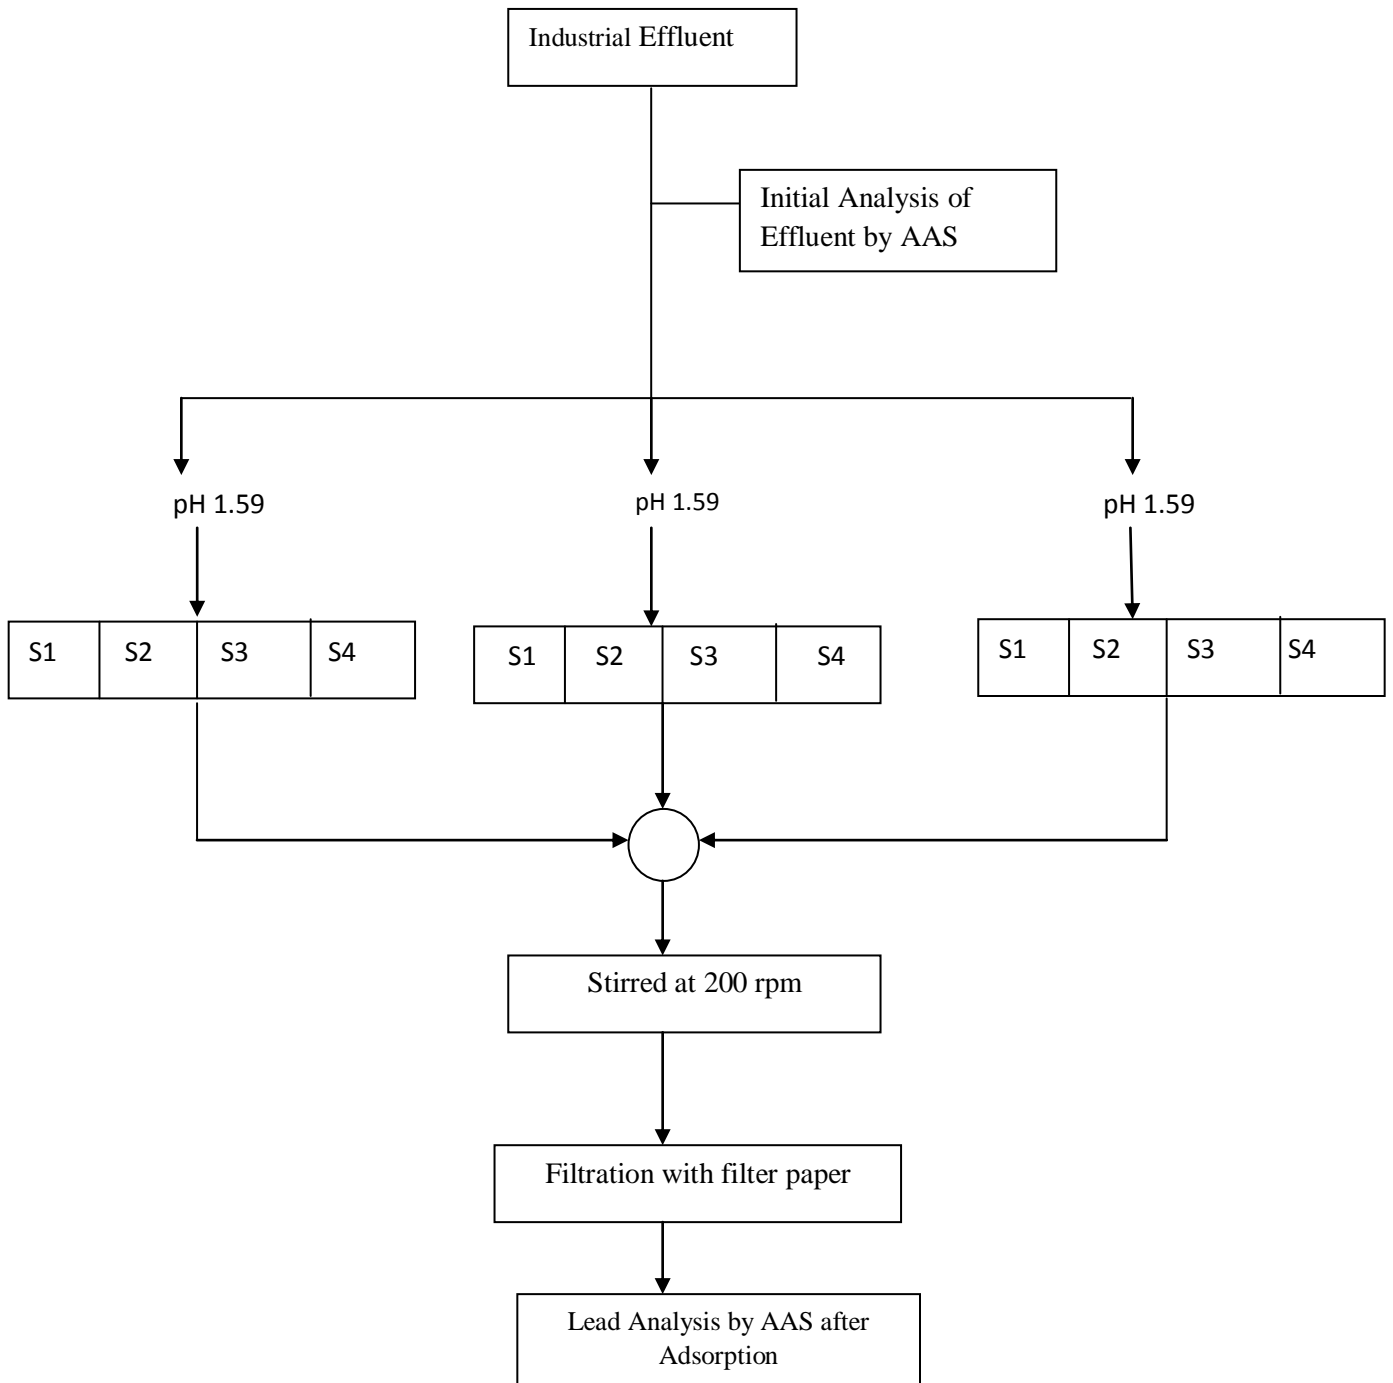 Industrial Effluent
Initial Analysis of
Effluent by AAS
pH 1.59
pH 1.59
pH 1.59
S1 S2 S3 S4
S1 S2 S3 S4
S1 S2 S3 S4
Stirred at 200 rpm
Filtration with filter paper
Lead Analysis by AAS after
Adsorption